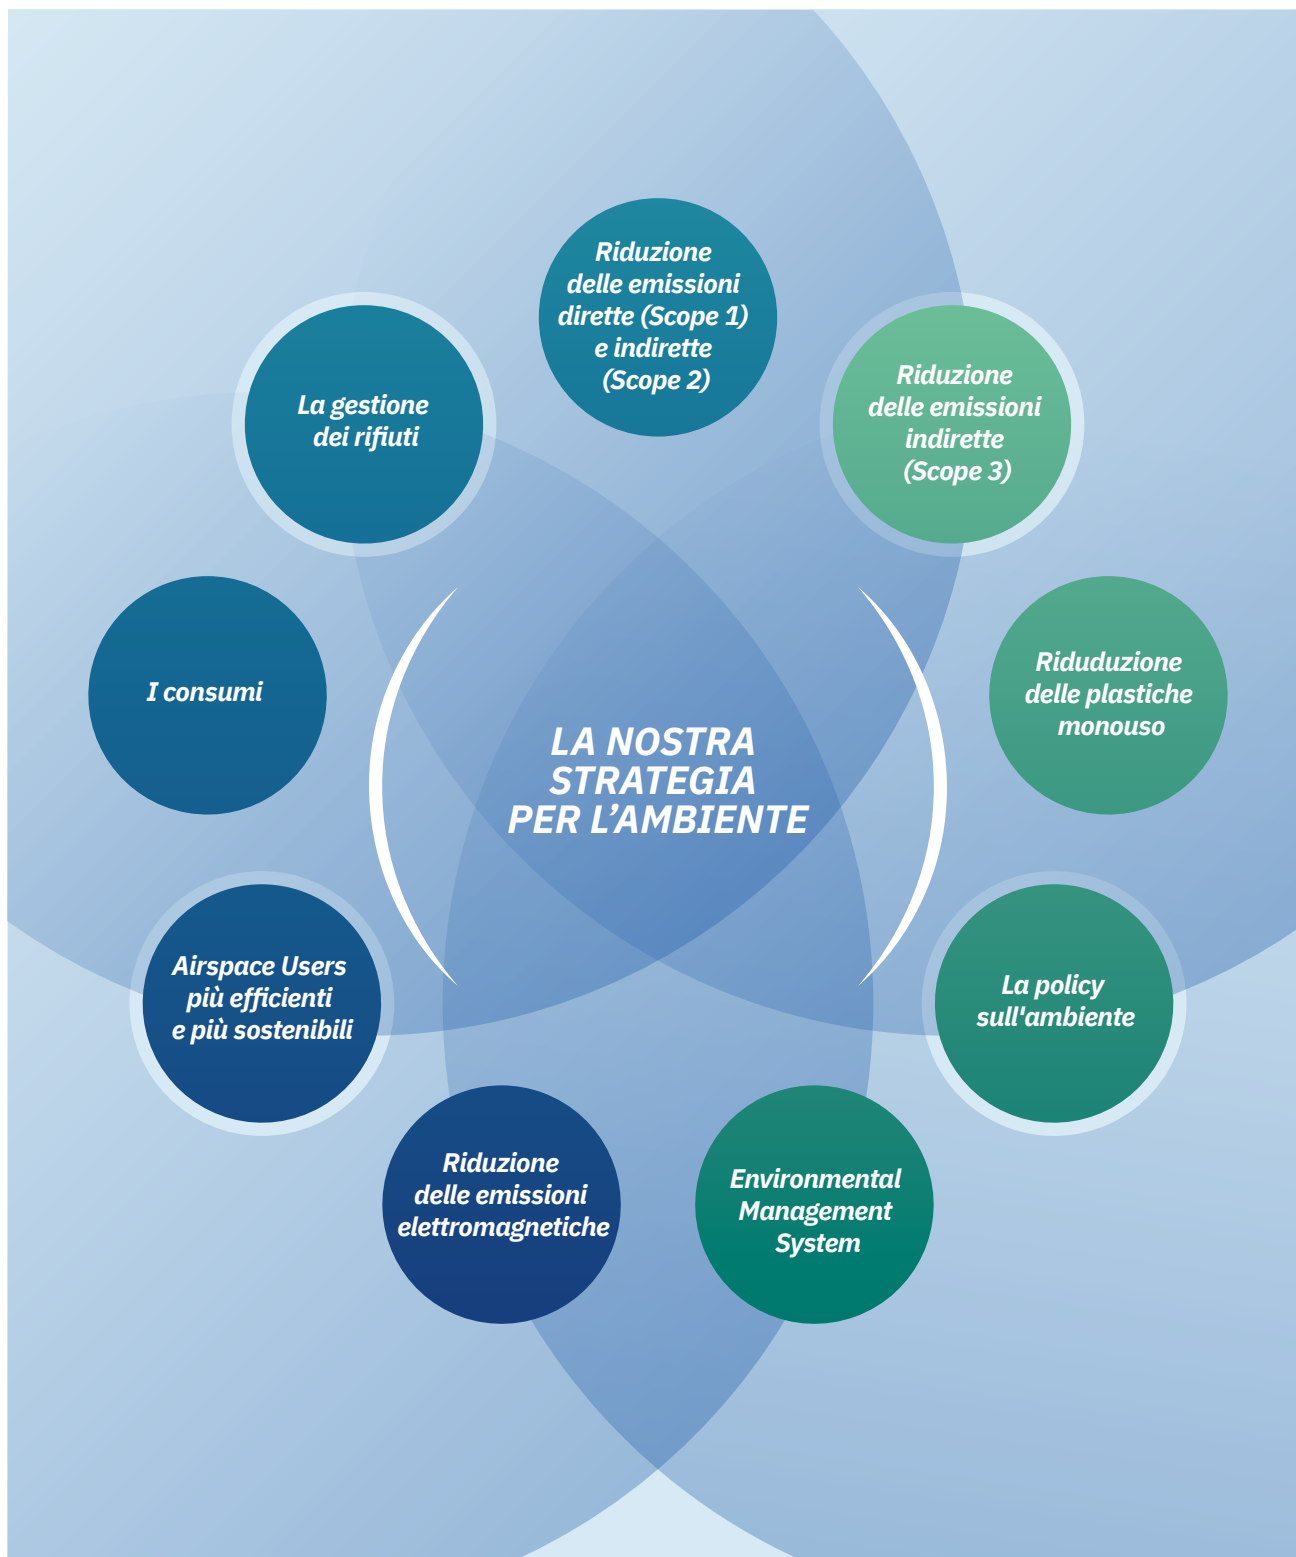 Riduzione
delle emissioni
dirette (Scope 1)
e indirette
(Scope 2)
Riduzione
delle emissioni
indirette
(Scope 3)
La gestione
dei rifiuti
Riduduzione
delle plastiche
monouso
I consumi
LA NOSTRA
STRATEGIA
PER L’AMBIENTE
Airspace Users
più efficienti
e più sostenibili
La policy
sull'ambiente
Riduzione
delle emissioni
elettromagnetiche
Environmental
Management
System